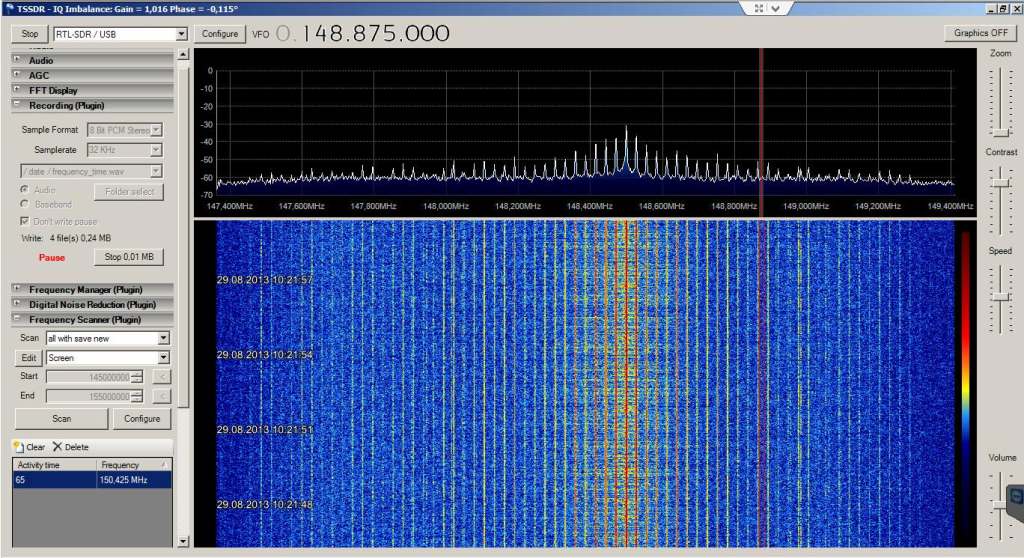 TSSDR - IQ Imbalance: Gain = 1,016 Phase = -0,115°
Stop RTL-SDR / USB Configure VFO 0.148.875.000 Graphics OFF
Audio
AGC
FFT Display
Recording (Plugin)
Sample Format 8 Bit PCM Stereo
Samplerate 32 KHz
/ date / frequency_time.wav
Audio Folder select
Baseband
Don't write pause
Write: 4 file(s) 0,24 MB
Pause Stop 0,01 MB
Frequency Manager (Plugin)
Digital Noise Reduction (Plugin)
Frequency Scanner (Plugin)
Scan all with save new
Edit Screen
Start 145000000 <
End 155000000 <
Scan Configure
Clear Delete
Activity time Frequency
65 150,425 MHz
0
-10
-20
-30
-40
-50
-60
-70
147,400MHz 147,600MHz 147,800MHz 148,000MHz 148,200MHz 148,400MHz 148,600MHz 148,800MHz 149,000MHz 149,200MHz 149,400MHz
29.08.2013 10:21:57
29.08.2013 10:21:54
29.08.2013 10:21:51
29.08.2013 10:21:48
Zoom
Contrast
Speed
Volume